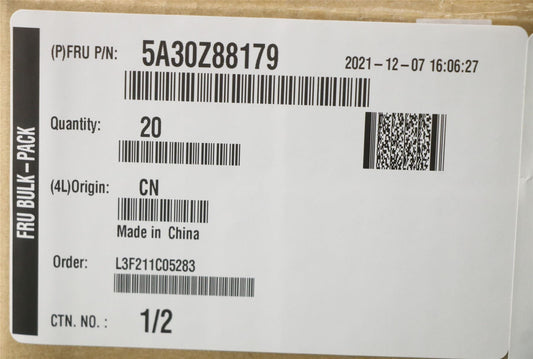 (P)FRU P/N: 5A30Z88179
2021-12-07 16:06:27
Quantity: 20
(4L)Origin: CN
Made in China
Order: L3F211C05283
CTN. NO. : 1/2
FRU BULK-PACK